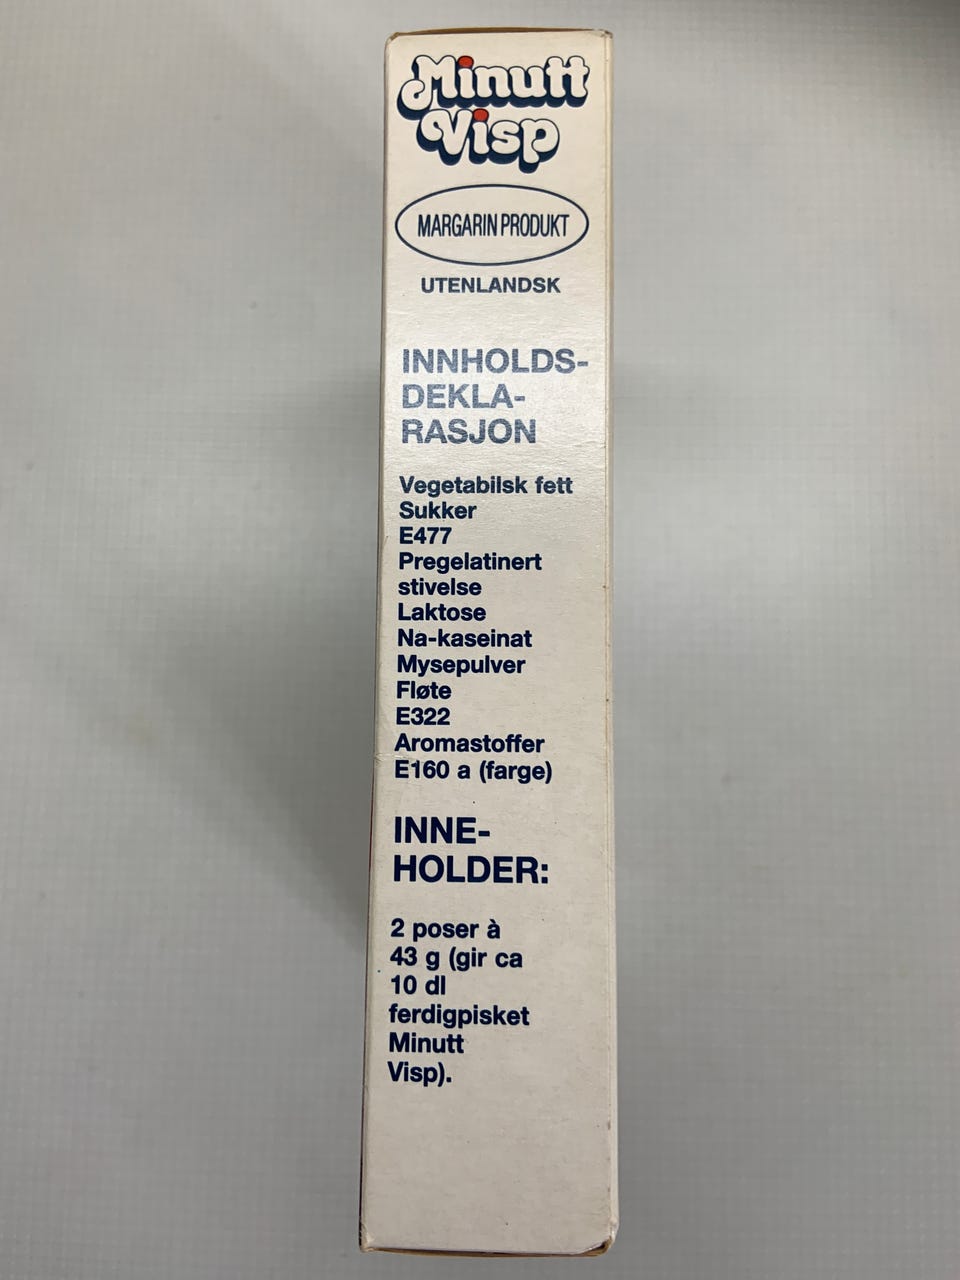 Minutt
Visp
MARGARIN PRODUKT
UTENLANDSK
INNHOLDS-
DEKLA-
RASJON
Vegetabilsk fett
Sukker
E477
Pregelatinert
stivelse
Laktose
Na-kaseinat
Mysepulver
Fløte
E322
Aromastoffer
E160 a (farge)
INNE-
HOLDER:
2 poser à
43 g (gir ca
10 dl
ferdigpisket
Minutt
Visp).